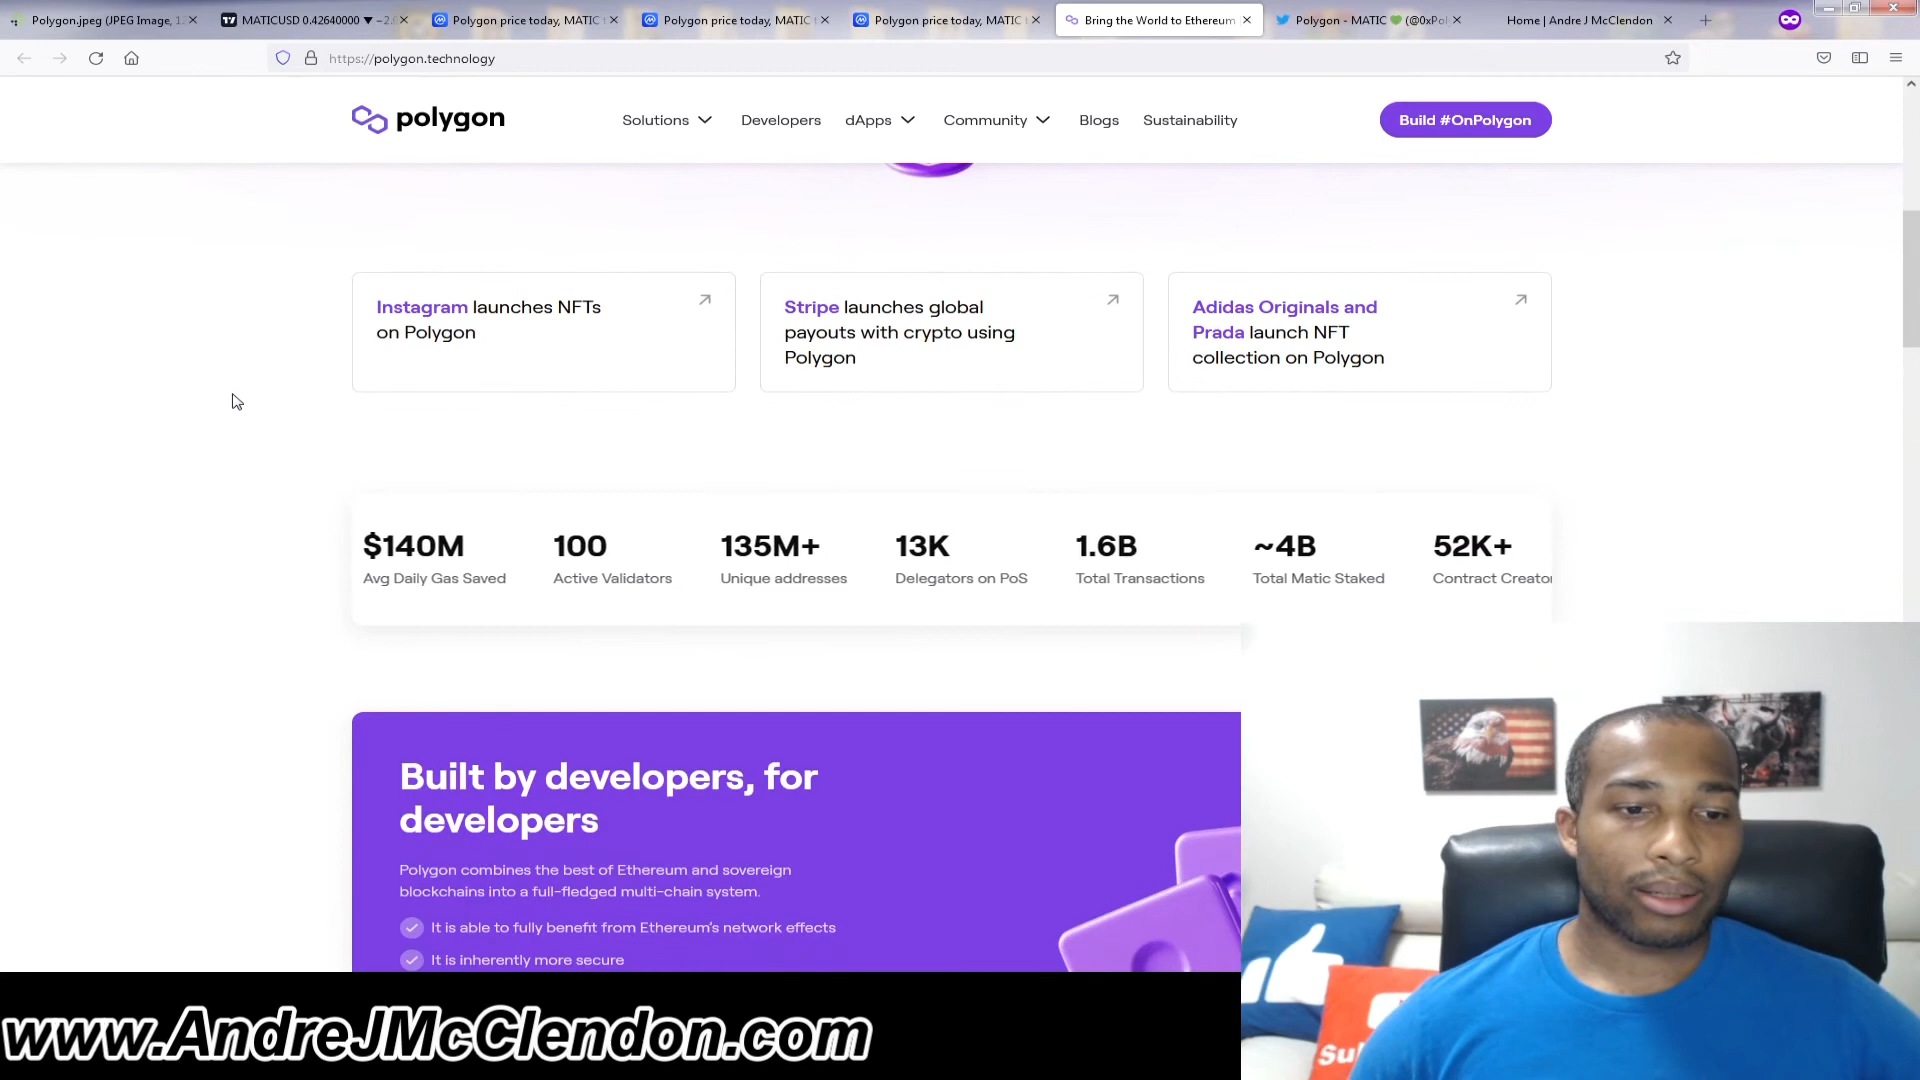 Polygon.jpeg (JPEG Image, 1
MATICUSD 0.42640000 ▼ −2.
Polygon price today, MATIC
Polygon price today, MATIC
Polygon price today, MATIC
Bring the World to Ethereum
Polygon - MATIC 💚 (@0xPol
Home | Andre J McClendon
https://polygon.technology
polygon
Solutions
Developers
dApps
Community
Blogs
Sustainability
Build #OnPolygon
Instagram launches NFTs
on Polygon
Stripe launches global
payouts with crypto using
Polygon
Adidas Originals and
Prada launch NFT
collection on Polygon
$140M
Avg Daily Gas Saved
100
Active Validators
135M+
Unique addresses
13K
Delegators on PoS
1.6B
Total Transactions
~4B
Total Matic Staked
52K+
Contract Creator
Built by developers, for
developers
Polygon combines the best of Ethereum and sovereign
blockchains into a full-fledged multi-chain system.
It is able to fully benefit from Ethereum's network effects
It is inherently more secure
www.AndreJMcClendon.com